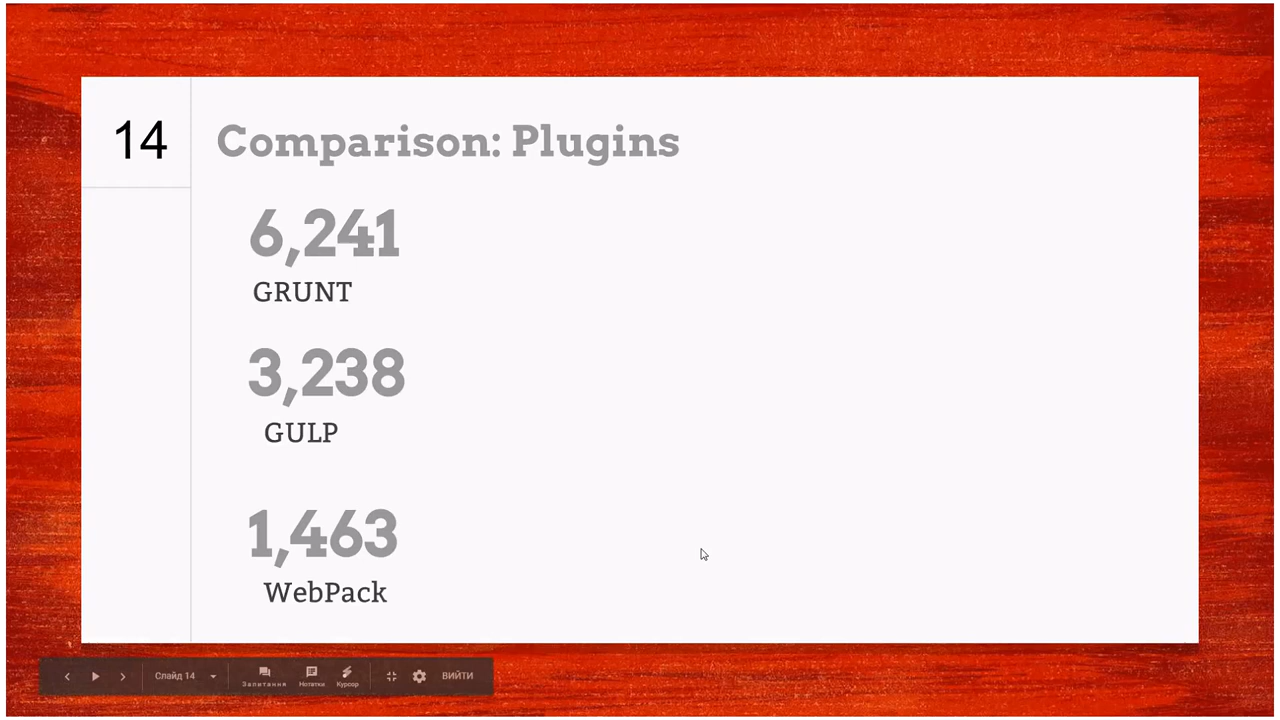 14
Comparison: Plugins
6,241
GRUNT
3,238
GULP
1,463
WebPack
Слайд 14
Запитання
Нотатки
Курсор
ВИЙТИ